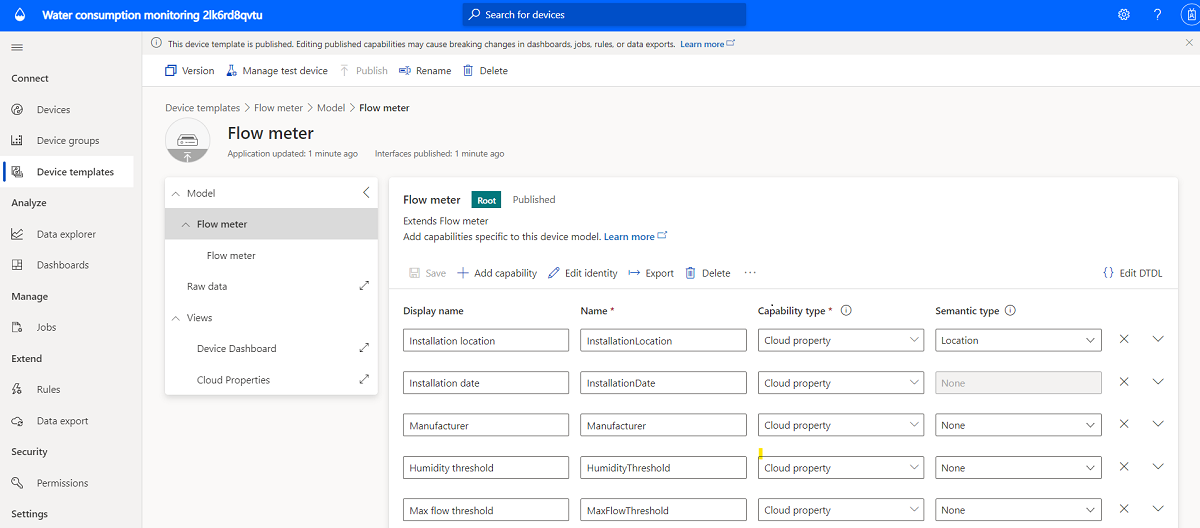 Water consumption monitoring 2lk6rd8qvtu
Search for devices
?
This device template is published. Editing published capabilities may cause breaking changes in dashboards, jobs, rules, or data exports. Learn more
Version Manage test device Publish Rename Delete
Connect
Devices
Device groups
Device templates
Analyze
Data explorer
Dashboards
Manage
Jobs
Extend
Rules
Data export
Security
Permissions
Settings
Device templates > Flow meter > Model > Flow meter
Flow meter
Application updated: 1 minute ago Interfaces published: 1 minute ago
Model
Flow meter
Flow meter
Raw data
Views
Device Dashboard
Cloud Properties
Flow meter Root Published
Extends Flow meter
Add capabilities specific to this device model. Learn more
Save Add capability Edit identity Export Delete ... {} Edit DTDL
Display name Name * Capability type * Semantic type
Installation location InstallationLocation Cloud property Location
Installation date InstallationDate Cloud property None
Manufacturer Manufacturer Cloud property None
Humidity threshold HumidityThreshold Cloud property None
Max flow threshold MaxFlowThreshold Cloud property None